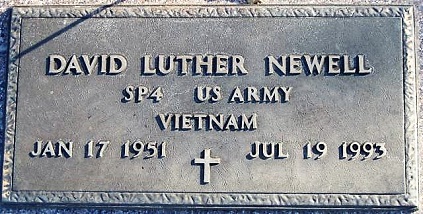 DAVID LUTHER NEWELL
SP4 US ARMY
VIETNAM
JAN 17 1951 JUL 19 1993